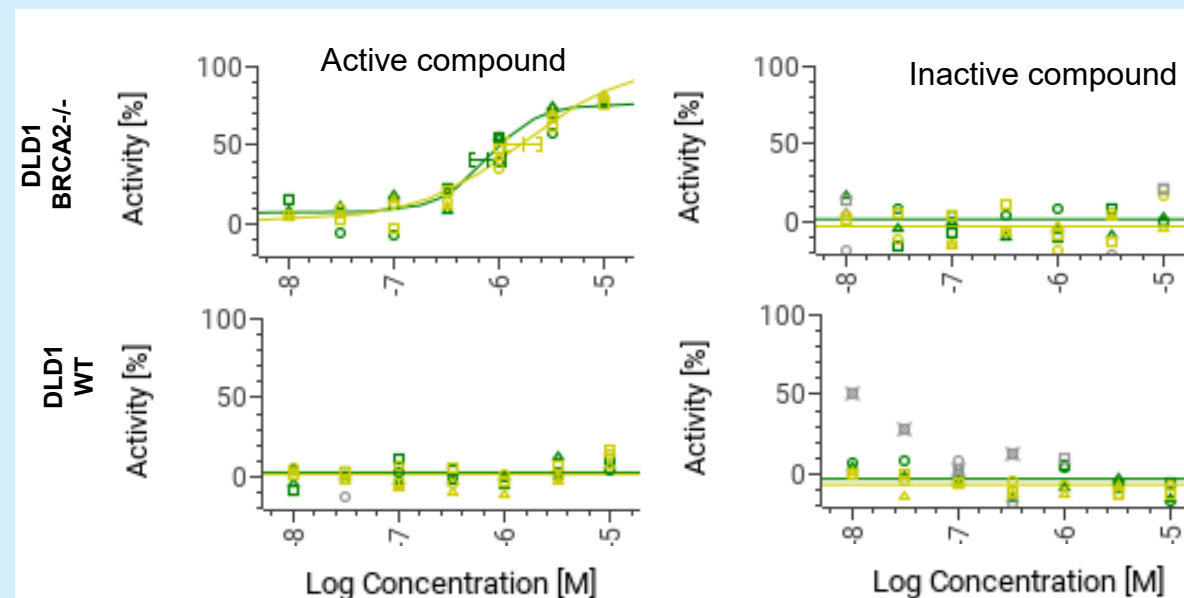 Active compound
Inactive compound
DLD1
BRCA2-/-
Activity [%]
100
50
0
-8
-7
-6
-5
Activity [%]
100
50
0
-8
-7
-6
-5
DLD1
WT
Activity [%]
100
50
0
-8
-7
-6
-5
Log Concentration [M]
Activity [%]
100
50
0
-8
-7
-6
-5
Log Concentration [M]